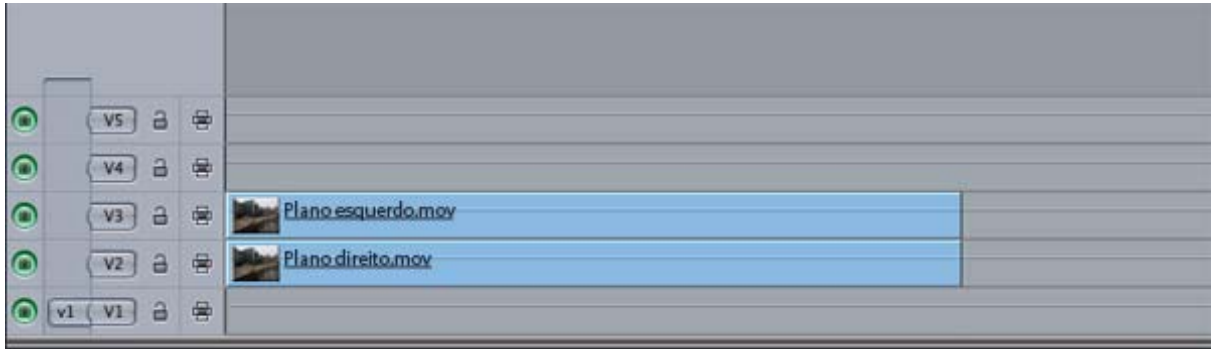 V5
V4
V3 Plano esquerdo.mov
V2 Plano direito.mov
v1 V1